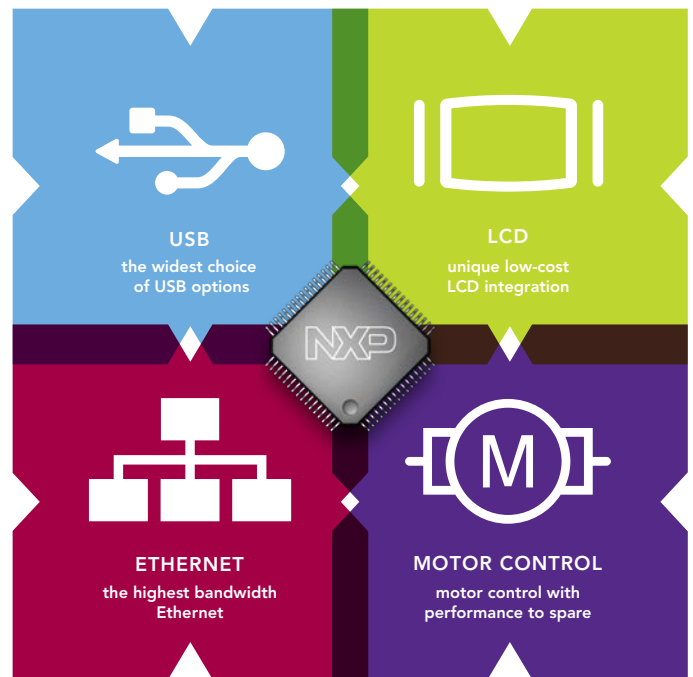 USB
the widest choice
of USB options
LCD
unique low-cost
LCD integration
NXP
ETHERNET
the highest bandwidth
Ethernet
M
MOTOR CONTROL
motor control with
performance to spare